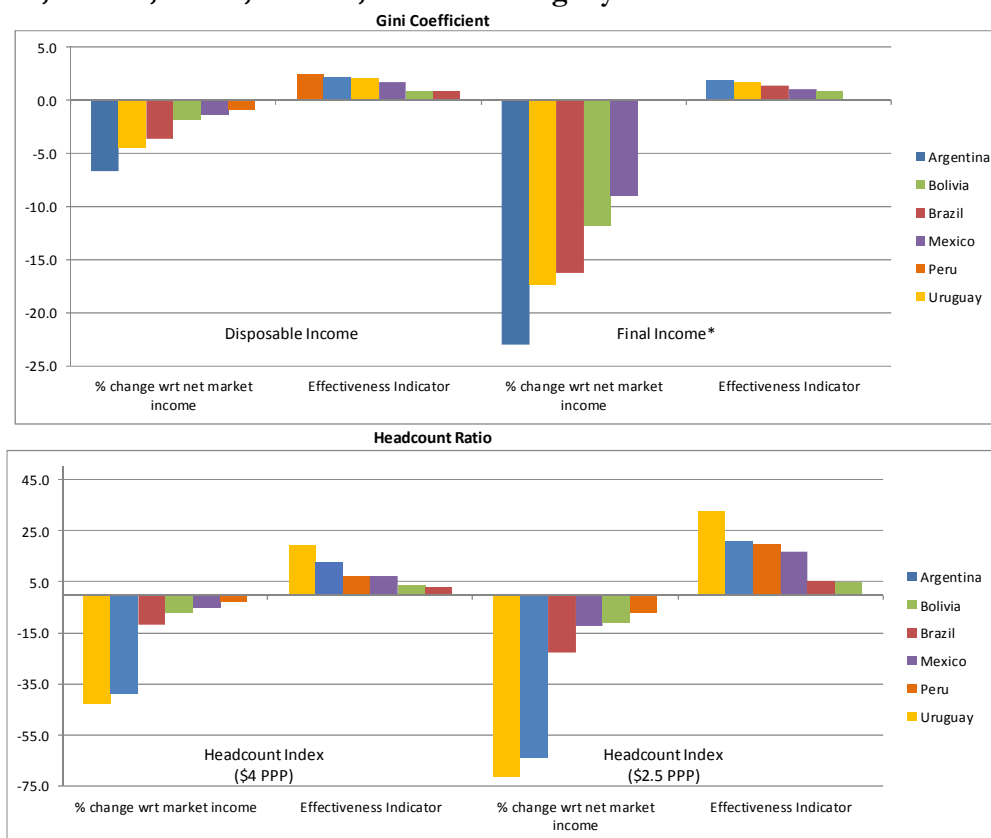 Gini Coefficient
5.0
0.0
-5.0
-10.0
-15.0
-20.0
-25.0
Disposable Income
Final Income*
% change wrt net market income
Effectiveness Indicator
% change wrt net market income
Effectiveness Indicator
Argentina
Bolivia
Brazil
Mexico
Peru
Uruguay
Headcount Ratio
45.0
25.0
5.0
-15.0
-35.0
-55.0
-75.0
Headcount Index
($4 PPP)
Headcount Index
($2.5 PPP)
% change wrt market income
Effectiveness Indicator
% change wrt net market income
Effectiveness Indicator
Argentina
Bolivia
Brazil
Mexico
Peru
Uruguay